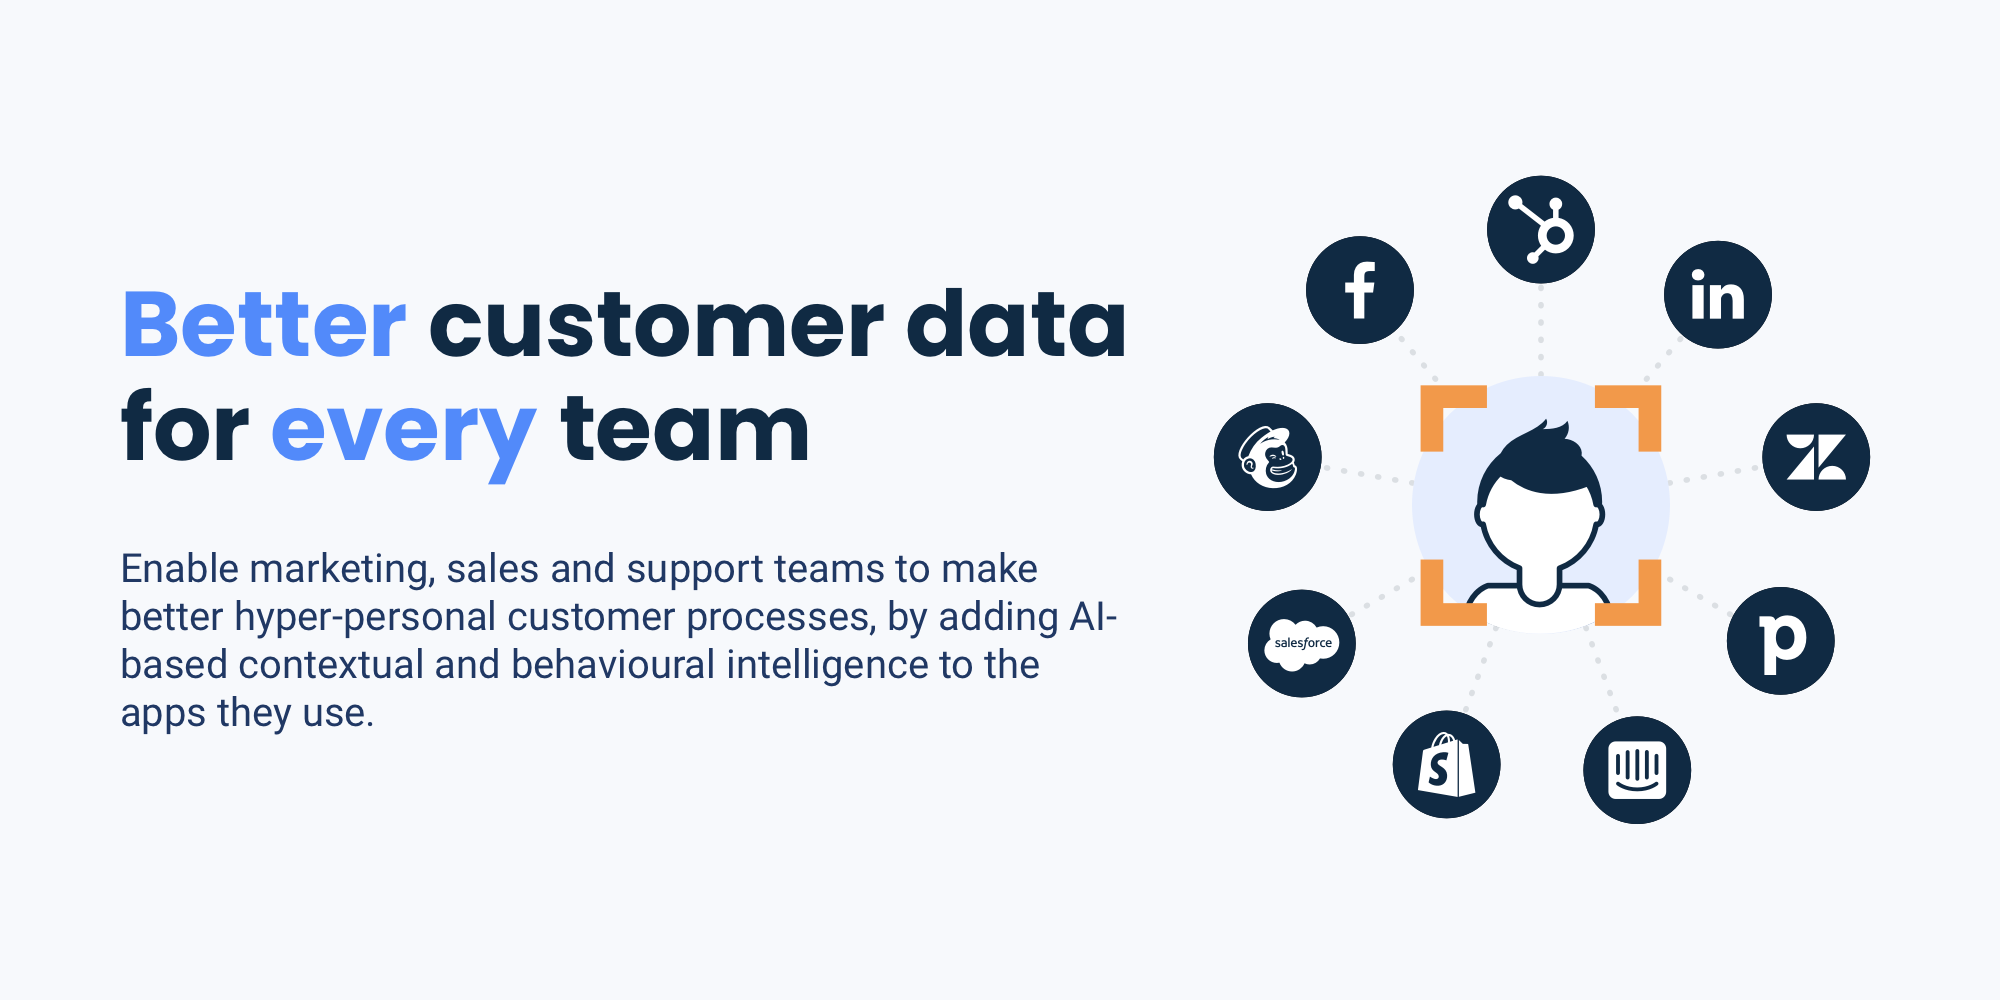 Better customer data
for every team
Enable marketing, sales and support teams to make
better hyper-personal customer processes, by adding AI-
based contextual and behavioural intelligence to the
apps they use.
f
in
salesforce
p
S